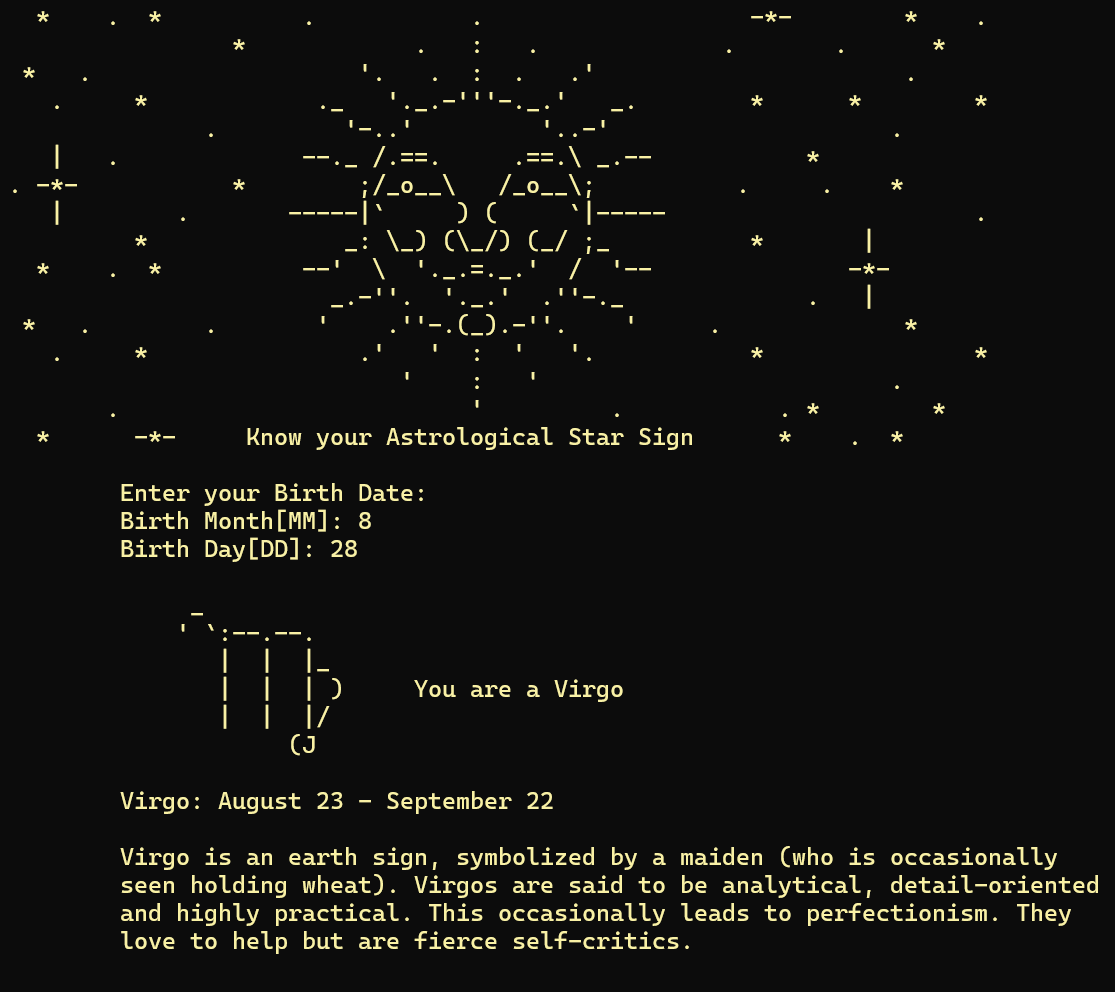 Know your Astrological Star Sign
Enter your Birth Date:
Birth Month[MM]: 8
Birth Day[DD]: 28
You are a Virgo
Virgo: August 23 - September 22
Virgo is an earth sign, symbolized by a maiden (who is occasionally
seen holding wheat). Virgos are said to be analytical, detail-oriented
and highly practical. This occasionally leads to perfectionism. They
love to help but are fierce self-critics.